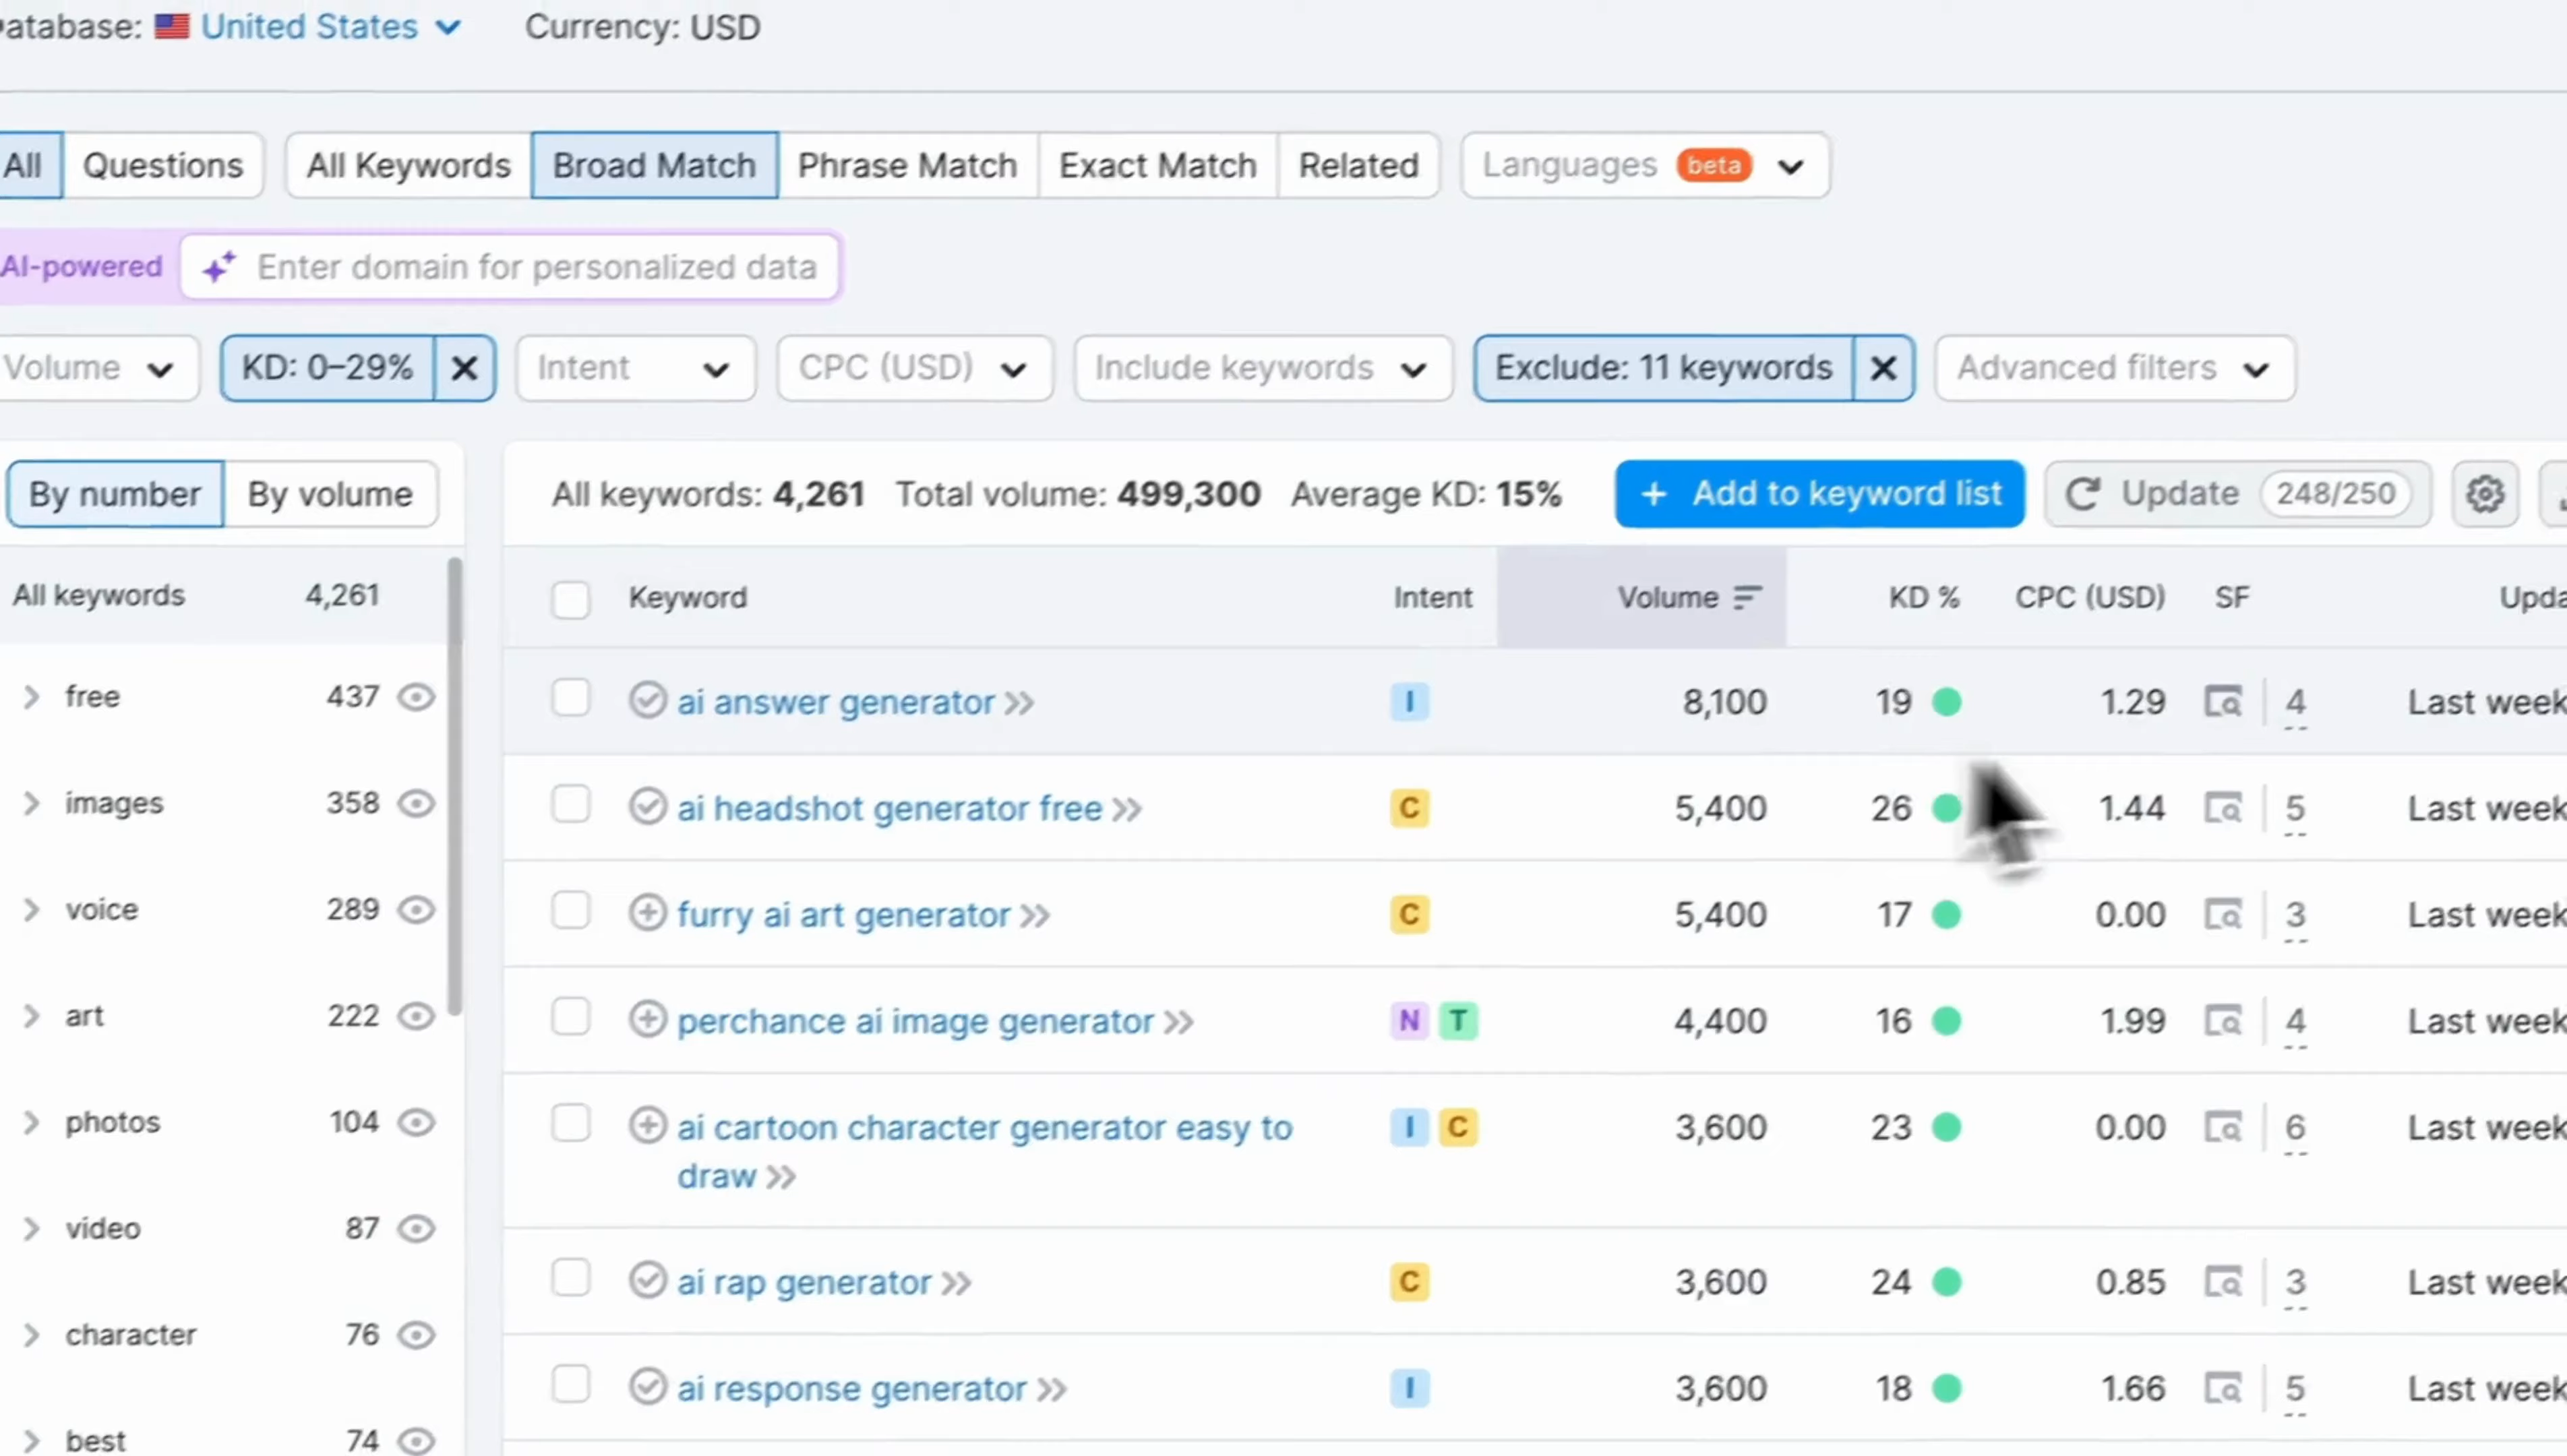 atabase: United States Currency: USD
All Questions All Keywords Broad Match Phrase Match Exact Match Related Languages beta
AI-powered Enter domain for personalized data
Volume KD: 0–29% Intent CPC (USD) Include keywords Exclude: 11 keywords Advanced filters
By number By volume All keywords: 4,261 Total volume: 499,300 Average KD: 15% + Add to keyword list Update 248/250
All keywords 4,261
Keyword Intent Volume KD % CPC (USD) SF Upda
free 437
ai answer generator I 8,100 19 1.29 4 Last week
images 358
ai headshot generator free C 5,400 26 1.44 5 Last week
voice 289
furry ai art generator C 5,400 17 0.00 3 Last week
art 222
perchance ai image generator N T 4,400 16 1.99 4 Last week
photos 104
ai cartoon character generator easy to I C 3,600 23 0.00 6 Last week
draw
video 87
ai rap generator C 3,600 24 0.85 3 Last week
character 76
ai response generator I 3,600 18 1.66 5 Last week
best 74